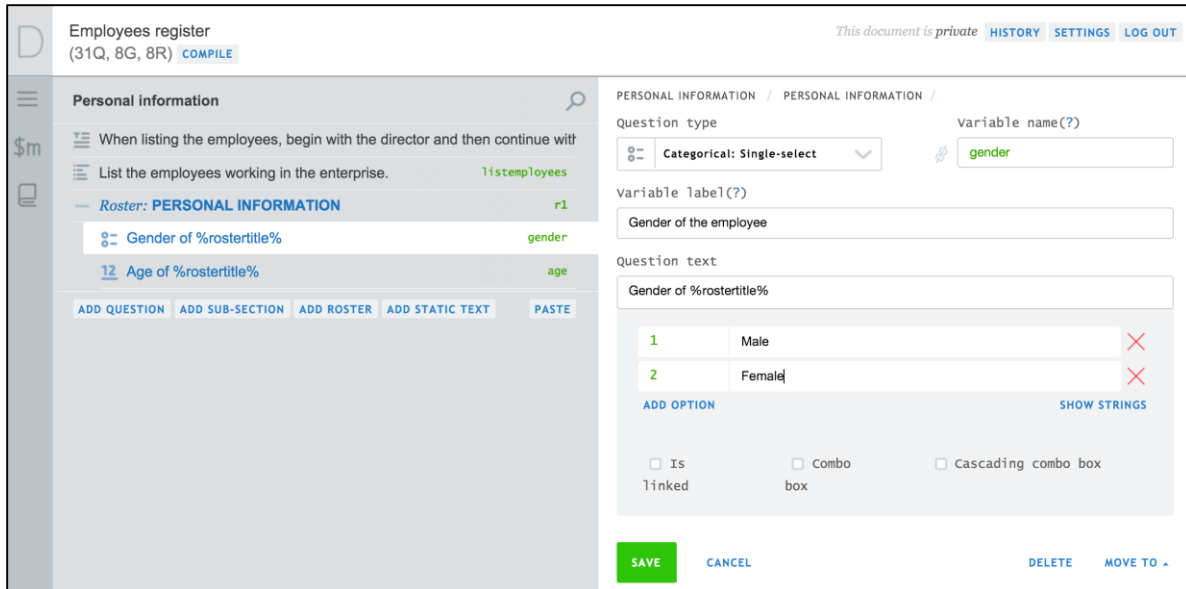 D
Employees register
(31Q, 8G, 8R) COMPILE
This document is private HISTORY SETTINGS LOG OUT
$m
Personal information
When listing the employees, begin with the director and then continue with
List the employees working in the enterprise. listemployees
Roster: PERSONAL INFORMATION r1
Gender of %rostertitle% gender
12 Age of %rostertitle% age
ADD QUESTION ADD SUB-SECTION ADD ROSTER ADD STATIC TEXT PASTE
PERSONAL INFORMATION / PERSONAL INFORMATION /
Question type Variable name(?)
Categorical: Single-select gender
Variable label(?)
Gender of the employee
Question text
Gender of %rostertitle%
1 Male
2 Female
ADD OPTION SHOW STRINGS
Is linked Combo box Cascading combo box
SAVE CANCEL DELETE MOVE TO